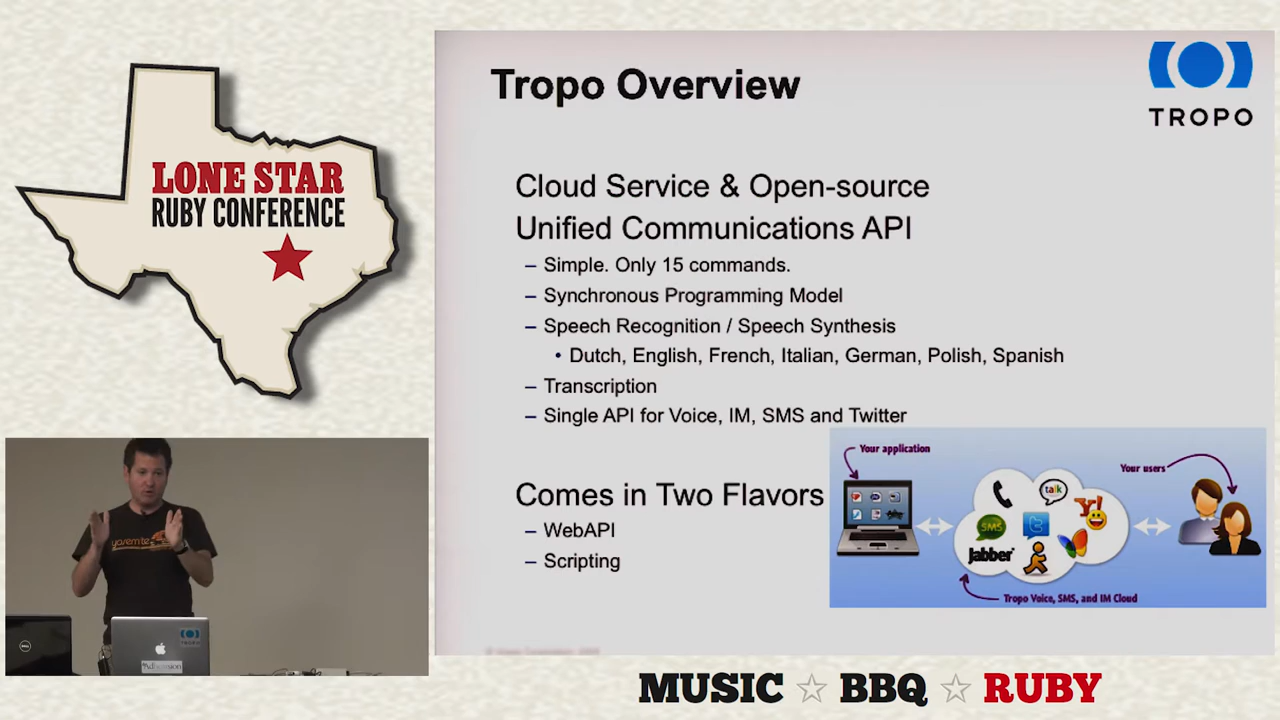 LONE STAR
RUBY CONFERENCE
Tropo Overview
TROPO
Cloud Service & Open-source
Unified Communications API
– Simple. Only 15 commands.
– Synchronous Programming Model
– Speech Recognition / Speech Synthesis
• Dutch, English, French, Italian, German, Polish, Spanish
– Transcription
– Single API for Voice, IM, SMS and Twitter
Comes in Two Flavors
– WebAPI
– Scripting
Your application
Your users
talk
SMS
Y!
Jabber
Tropo Voice, SMS, and IM Cloud
yosemite
DELL
TROPO
MUSIC ☆ BBQ ☆ RUBY